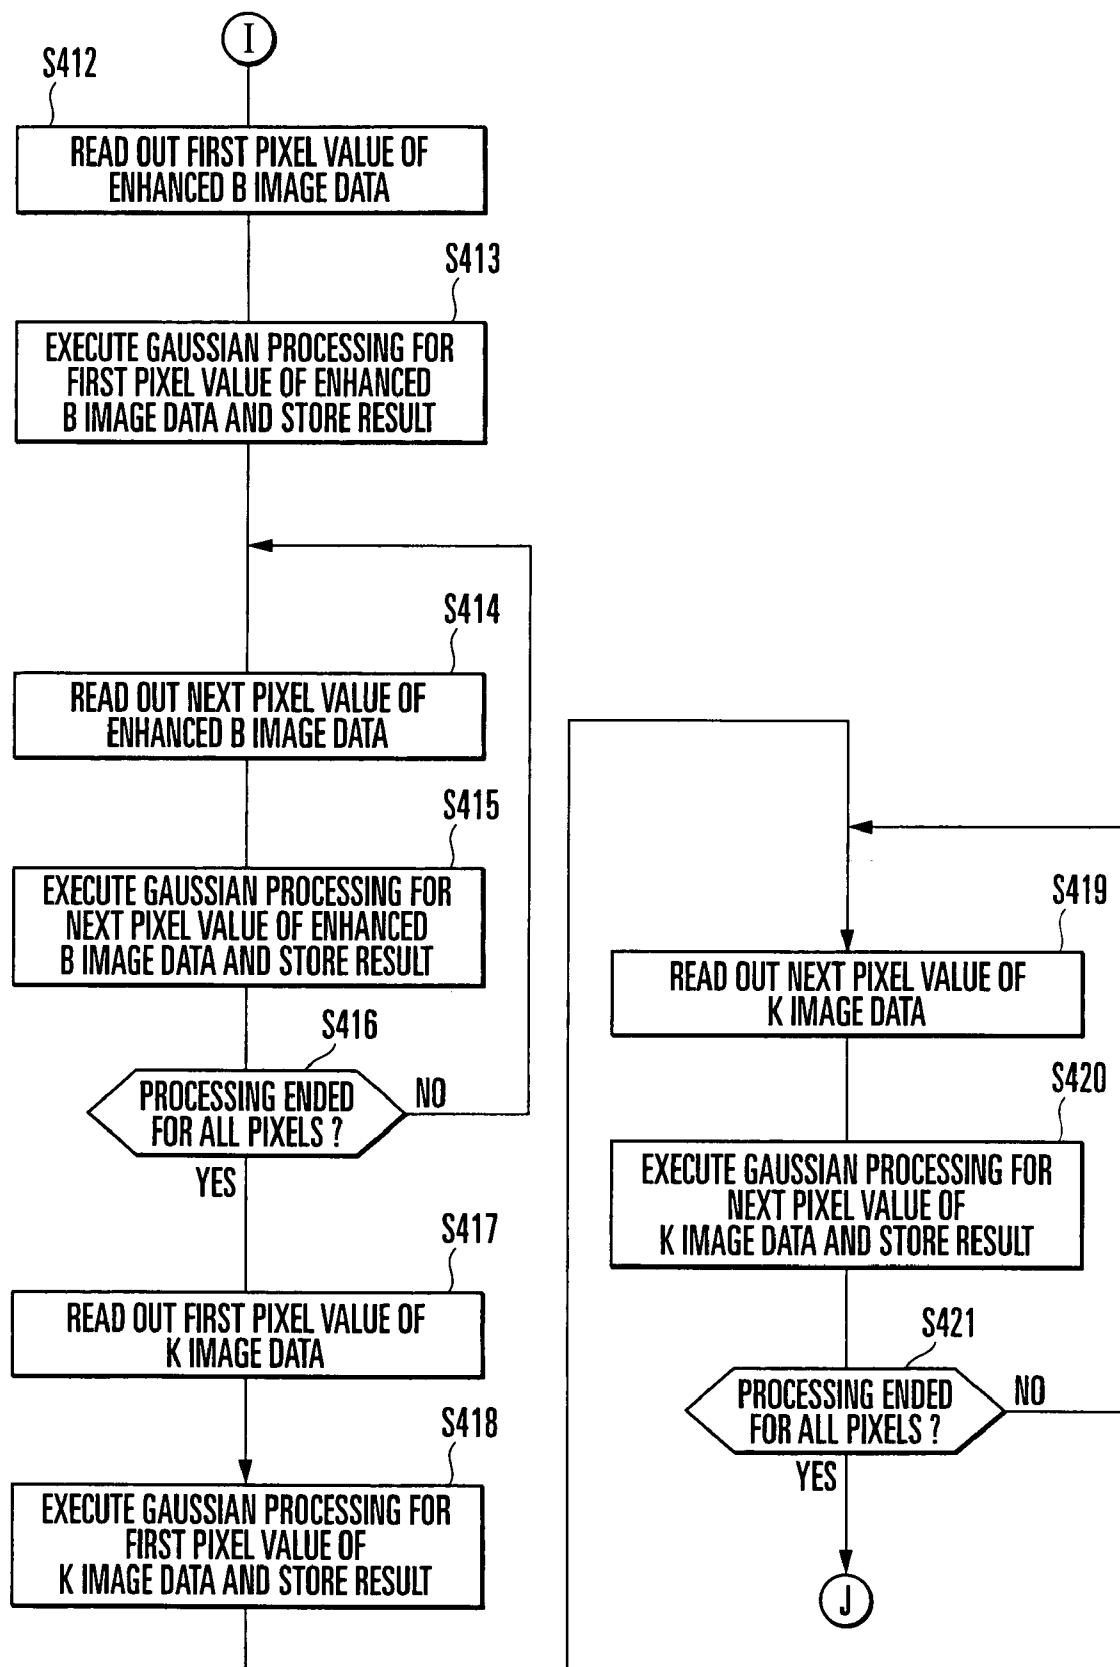 I
S412
READ OUT FIRST PIXEL VALUE OF
ENHANCED B IMAGE DATA
S413
EXECUTE GAUSSIAN PROCESSING FOR
FIRST PIXEL VALUE OF ENHANCED
B IMAGE DATA AND STORE RESULT
S414
READ OUT NEXT PIXEL VALUE OF
ENHANCED B IMAGE DATA
S415
EXECUTE GAUSSIAN PROCESSING FOR
NEXT PIXEL VALUE OF ENHANCED
B IMAGE DATA AND STORE RESULT
S416
PROCESSING ENDED
FOR ALL PIXELS ?
NO
YES
S417
READ OUT FIRST PIXEL VALUE OF
K IMAGE DATA
S418
EXECUTE GAUSSIAN PROCESSING FOR
FIRST PIXEL VALUE OF
K IMAGE DATA AND STORE RESULT
S419
READ OUT NEXT PIXEL VALUE OF
K IMAGE DATA
S420
EXECUTE GAUSSIAN PROCESSING FOR
NEXT PIXEL VALUE OF
K IMAGE DATA AND STORE RESULT
S421
PROCESSING ENDED
FOR ALL PIXELS ?
NO
YES
J